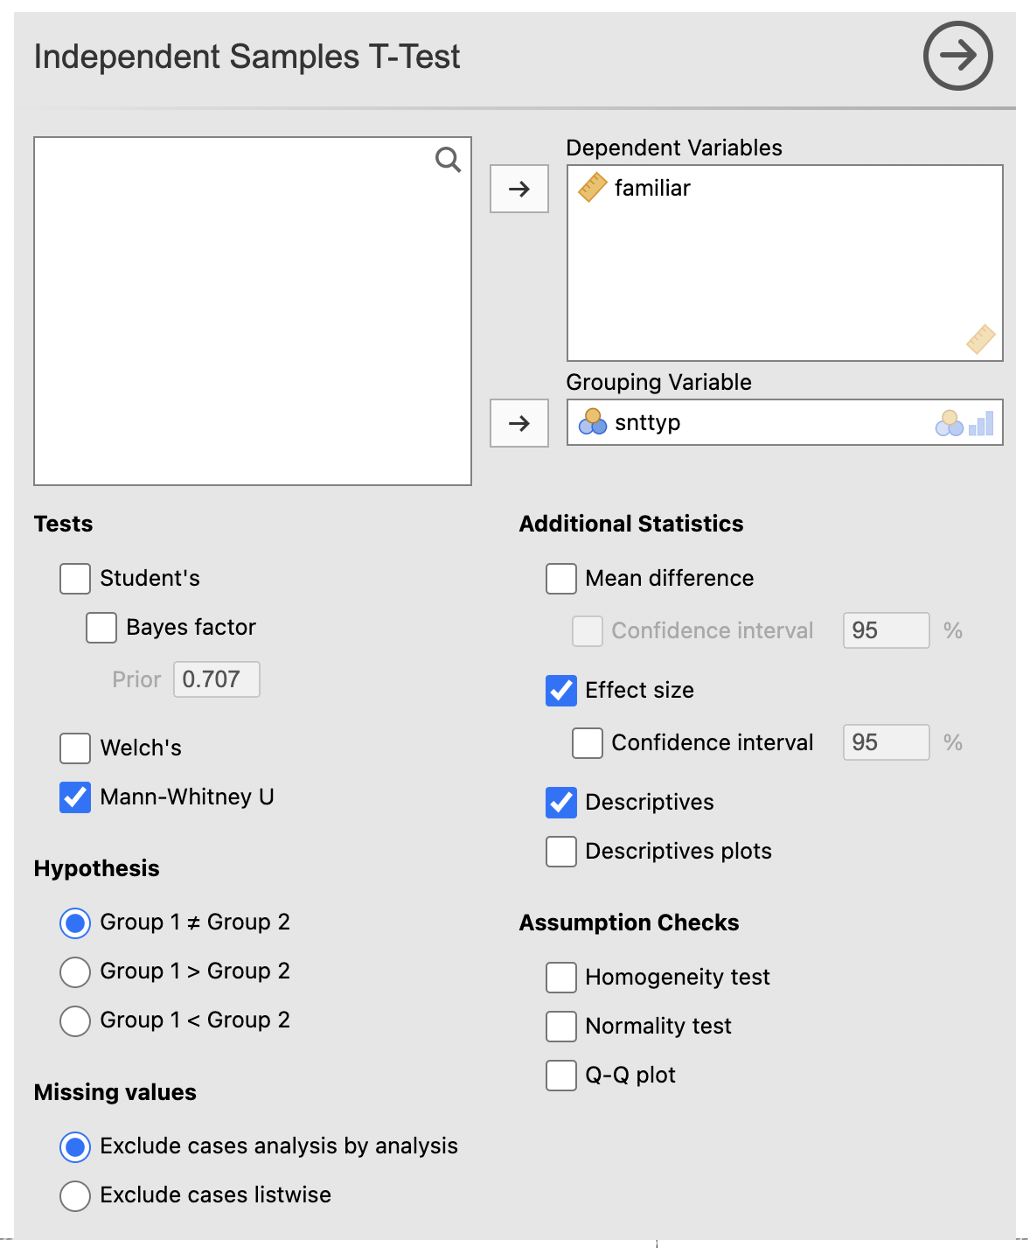 Independent Samples T-Test
Dependent Variables
familiar
Grouping Variable
snttyp
Tests
Student's
Bayes factor
Prior 0.707
Welch's
Mann-Whitney U
Hypothesis
Group 1 ≠ Group 2
Group 1 > Group 2
Group 1 < Group 2
Missing values
Exclude cases analysis by analysis
Exclude cases listwise
Additional Statistics
Mean difference
Confidence interval 95 %
Effect size
Confidence interval 95 %
Descriptives
Descriptives plots
Assumption Checks
Homogeneity test
Normality test
Q-Q plot